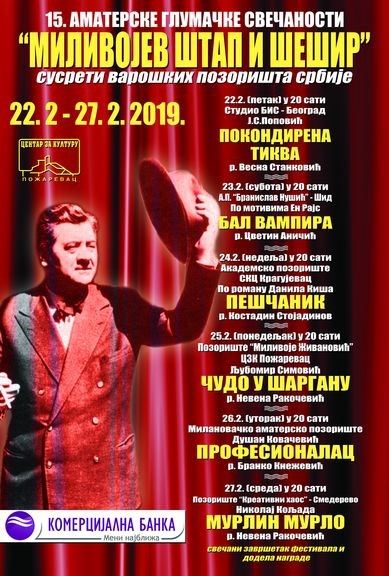 15. АМАТЕРСКЕ ГЛУМАЧКЕ СВЕЧАНОСТИ
“МИЛИВОЈЕВ ШТАП И ШЕШИР”
СУСРЕТИ ВАРОШКИХ ПОЗОРИШТА СРБИЈЕ
22. 2 - 27. 2. 2019.
ЦЕНТАР ЗА КУЛТУРУ
ПОЖАРЕВАЦ
22.2. (петак) у 20 сати
Студио БИС - Београд
Ј.С.Поповић
ПОКОНДИРЕНА
ТИКВА
р. Весна Станковић
23.2. (субота) у 20 сати
А.П. “Бранислав Нушић” - Шид
По мотивима Ен Рајс
БАЛ ВАМПИРА
р. Цветин Аничић
24.2. (недеља) у 20 сати
Академско позориште
СКЦ Крагујевац
По роману Данила Киша
ПЕШЧАНИК
р. Костадин Стојадинов
25.2. (понедељак) у 20 сати
Позориште “Миливоје Живановић”
ЦЗК Пожаревац
Љубомир Симовић
ЧУДО У ШАРГАНУ
р. Невена Ракочевић
26.2. (уторак) у 20 сати
Милановачко аматерско позориште
Душан Ковачевић
ПРОФЕСИОНАЛАЦ
р. Бранко Кнежевић
27.2. (среда) у 20 сати
Позориште “Креативни хаос” - Смедерево
Николај Кољада
МУРЛИН МУРЛО
р. Невена Ракочевић
свечани завршетак фестивала и
додела награде
КОМЕРЦИЈАЛНА БАНКА
Мени најближа